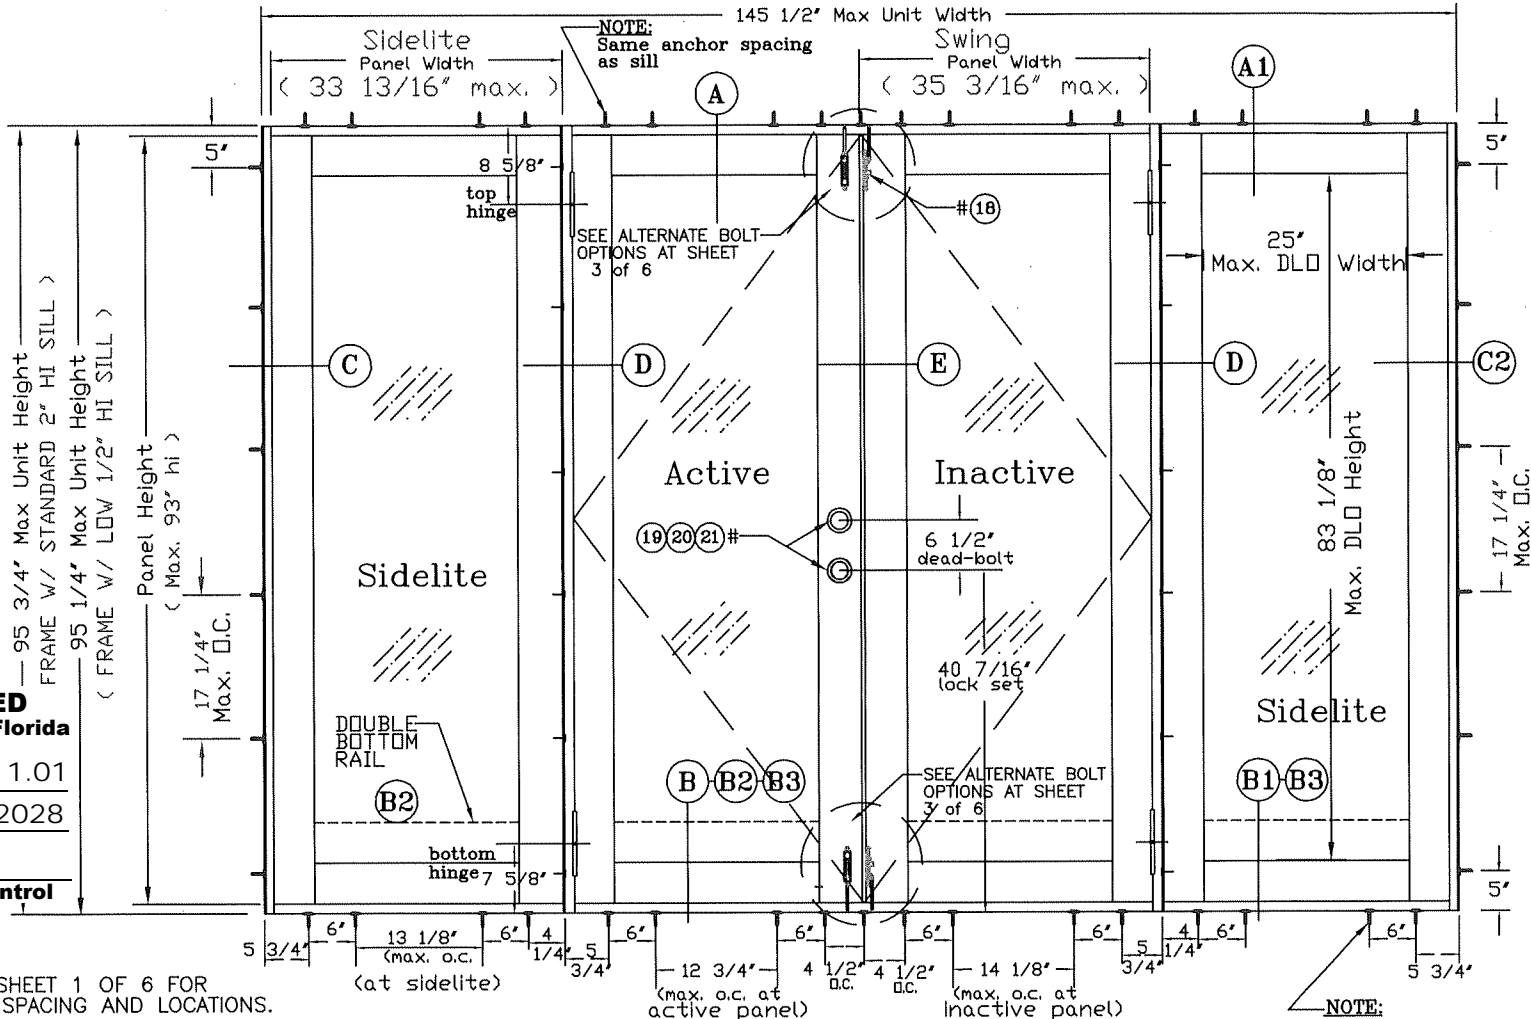 145 1/2" Max Unit Width
NOTE:
Same anchor spacing
as sill
Sidelite
Panel Width
( 33 13/16" max. )
Swing
Panel Width
( 35 3/16" max. )
A
A1
5"
8 5/8"
top
hinge
SEE ALTERNATE BOLT
OPTIONS AT SHEET
3 of 6
#18
25"
Max. DLO Width
5"
95 3/4" Max Unit Height
FRAME W/ STANDARD 2" HI SILL )
95 1/4" Max Unit Height
( FRAME W/ LOW 1/2" HI SILL )
Panel Height
( Max. 93" hi )
17 1/4"
Max. O.C.
C
D
E
D
C2
Active
Inactive
19 20 21 #
6 1/2"
dead-bolt
83 1/8"
Max. DLO Height
17 1/4"
Max. O.C.
Sidelite
40 7/16"
lock set
Sidelite
ED
Florida
1.01
2028
ntrol
DOUBLE
BOTTOM
RAIL
B2
B B2 B3
SEE ALTERNATE BOLT
OPTIONS AT SHEET
3 of 6
B1 B3
bottom
hinge 7 5/8"
5"
5 3/4"
6"
13 1/8"
(max. o.c.
(at sidelite)
6"
4 1/4"
5 3/4"
6"
12 3/4"
(max. o.c. at
active panel)
6"
4 1/2"
O.C.
4 1/2"
O.C.
6"
14 1/8"
(max. o.c. at
inactive panel)
6"
5 3/4"
4 1/4"
6"
6"
5 3/4"
SHEET 1 OF 6 FOR
SPACING AND LOCATIONS.
NOTE: